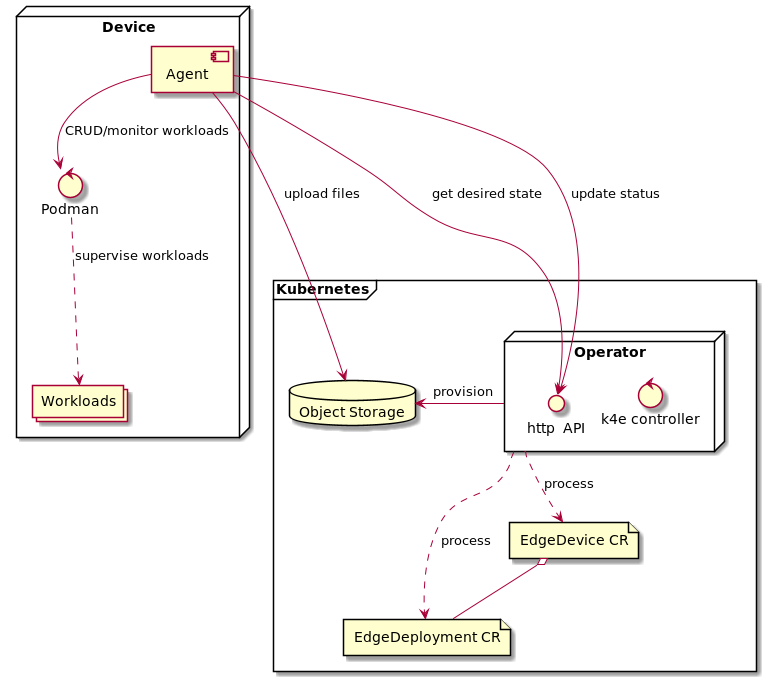 Device
Agent
CRUD/monitor workloads
Podman
supervise workloads
Workloads
upload files
get desired state
update status
Kubernetes
Operator
provision
Object Storage
http  API
k4e controller
process
EdgeDevice CR
process
EdgeDeployment CR